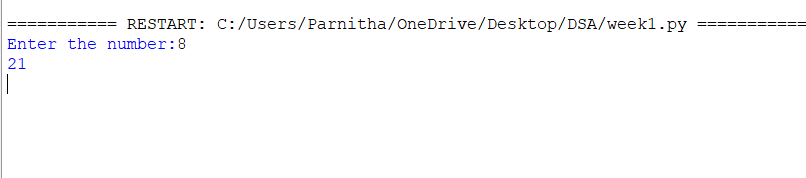 =========== RESTART: C:/Users/Parnitha/OneDrive/Desktop/DSA/week1.py ===========
Enter the number:8
21